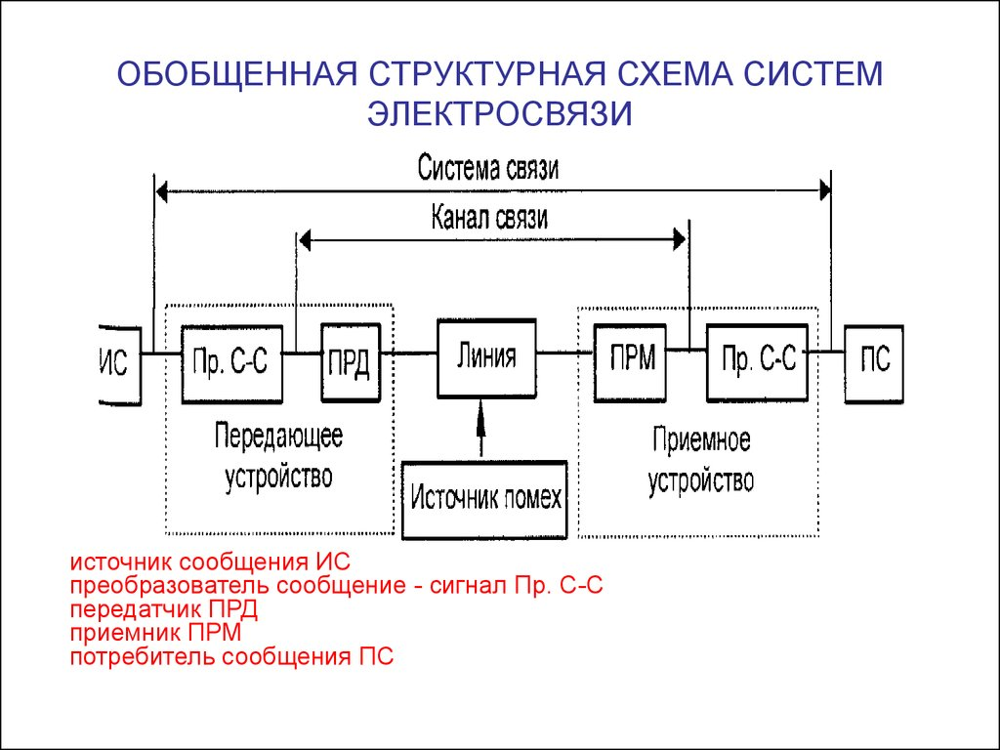 ОБОБЩЕННАЯ СТРУКТУРНАЯ СХЕМА СИСТЕМ
ЭЛЕКТРОСВЯЗИ
Система связи
Канал связи
ИС
Пр. С-С
ПРД
Линия
ПРМ
Пр. С-С
ПС
Передающее
устройство
Источник помех
Приемное
устройство
источник сообщения ИС
преобразователь сообщение - сигнал Пр. С-С
передатчик ПРД
приемник ПРМ
потребитель сообщения ПС